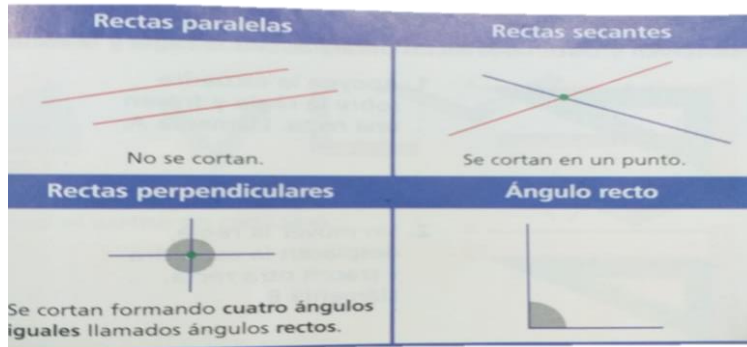 Rectas paralelas
No se cortan.
Rectas secantes
Se cortan en un punto.
Rectas perpendiculares
Se cortan formando cuatro ángulos
iguales llamados ángulos rectos.
Ángulo recto